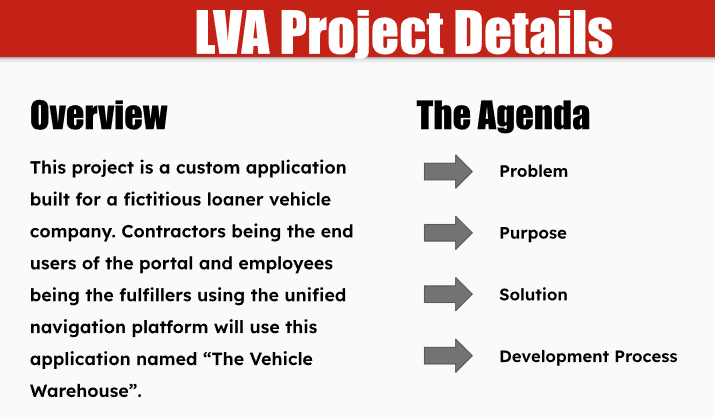 LVA Project Details
Overview
This project is a custom application
built for a fictitious loaner vehicle
company. Contractors being the end
users of the portal and employees
being the fulfillers using the unified
navigation platform will use this
application named “The Vehicle
Warehouse”.
The Agenda
Problem
Purpose
Solution
Development Process